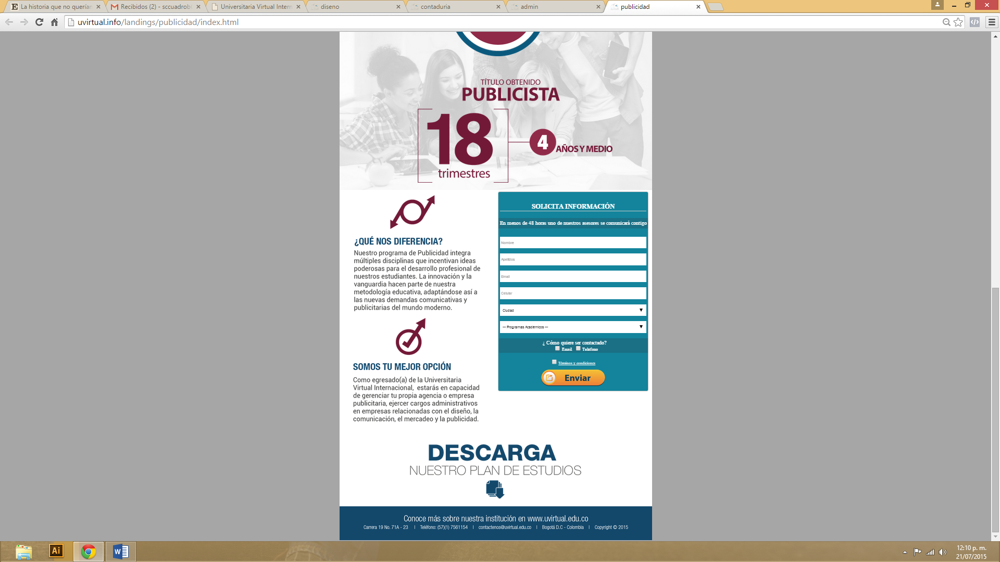 La historia que no querían
Recibidos (2) - sccuadrob
Universitaria Virtual Intern
diseno
contaduria
admin
publicidad
uvirtual.info/landings/publicidad/index.html
TÍTULO OBTENIDO
PUBLICISTA
18
trimestres
4 AÑOS Y MEDIO
¿QUÉ NOS DIFERENCIA?
Nuestro programa de Publicidad integra
múltiples disciplinas que incentivan ideas
poderosas para el desarrollo profesional de
nuestros estudiantes. La innovación y la
vanguardia hacen parte de nuestra
metodología educativa, adaptándose así a
las nuevas demandas comunicativas y
publicitarias del mundo moderno.
SOMOS TU MEJOR OPCIÓN
Como egresado(a) de la Universitaria
Virtual Internacional, estarás en capacidad
de gerenciar tu propia agencia o empresa
publicitaria, ejercer cargos administrativos
en empresas relacionadas con el diseño, la
comunicación, el mercadeo y la publicidad.
SOLICITA INFORMACIÓN
En menos de 48 horas uno de nuestros asesores se comunicará contigo
Nombre
Apellidos
Email
Celular
Ciudad
--- Programas Académicos ---
¿ Cómo quiere ser contactado?
Email Teléfono
Términos y condiciones
Enviar
DESCARGA
NUESTRO PLAN DE ESTUDIOS
Conoce más sobre nuestra institución en www.uvirtual.edu.co
Carrera 19 No. 71A - 23 | Teléfono: (57)(1) 7561154 | contactenos@uvirtual.edu.co | Bogotá D.C - Colombia | Copyright © 2015
Ai
W
12:10 p. m.
21/07/2015